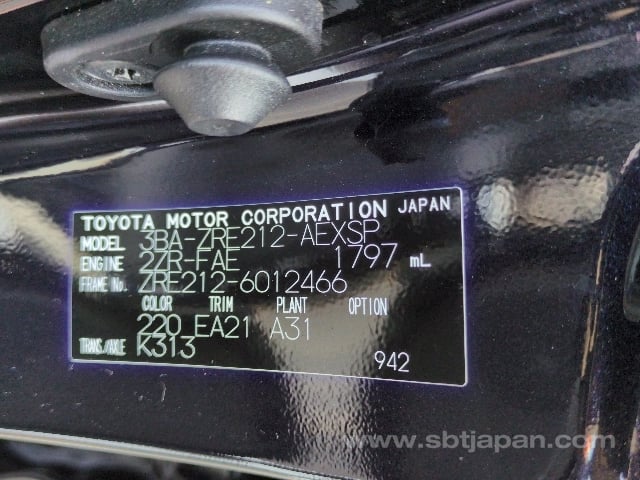 TOYOTA MOTOR CORPORATION JAPAN
MODEL 3BA-ZRE212-AEXSP
ENGINE 2ZR-FAE 1797 mL
FRAME No. ZRE212-6012466
COLOR TRIM PLANT OPTION
220 EA21 A31
TRANS./AXLE K313
942
www.sbtjapan.com